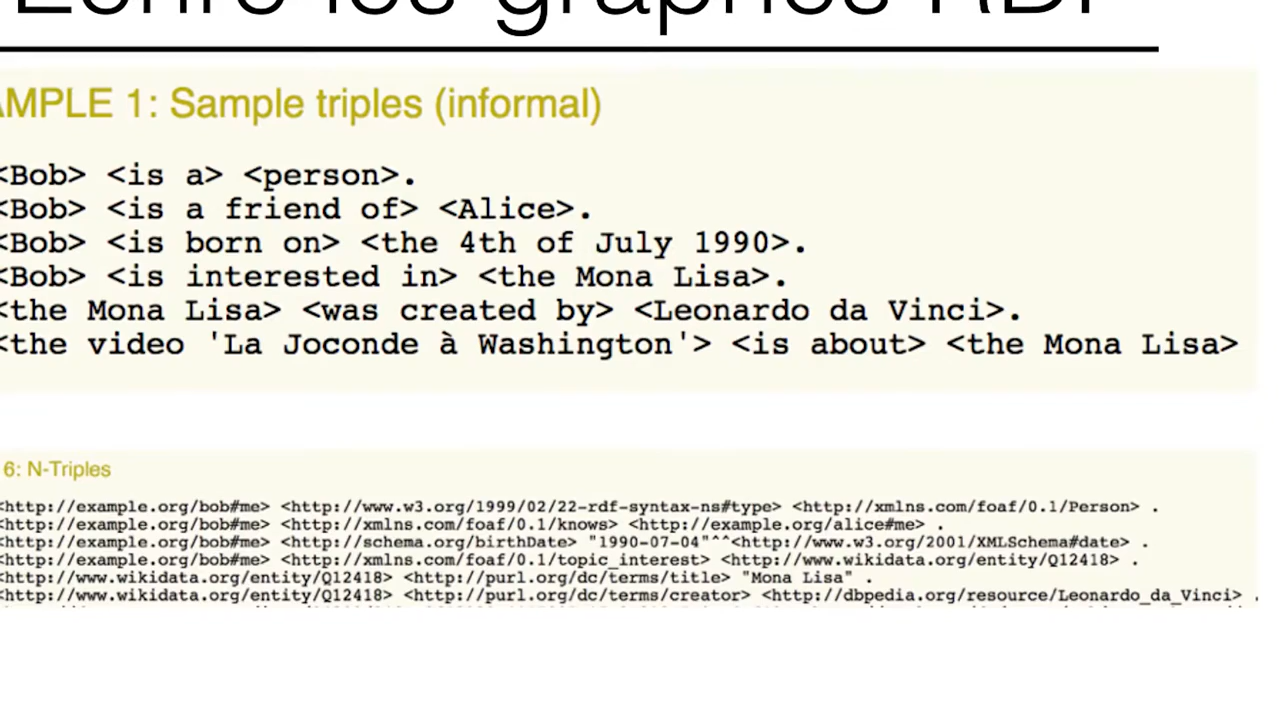 Ecrire les graphes RDF
AMPLE 1: Sample triples (informal)
<Bob> <is a> <person>.
<Bob> <is a friend of> <Alice>.
<Bob> <is born on> <the 4th of July 1990>.
<Bob> <is interested in> <the Mona Lisa>.
<the Mona Lisa> <was created by> <Leonardo da Vinci>.
<the video 'La Joconde à Washington'> <is about> <the Mona Lisa>
6: N-Triples
<http://example.org/bob#me> <http://www.w3.org/1999/02/22-rdf-syntax-ns#type> <http://xmlns.com/foaf/0.1/Person> .
<http://example.org/bob#me> <http://xmlns.com/foaf/0.1/knows> <http://example.org/alice#me> .
<http://example.org/bob#me> <http://schema.org/birthDate> "1990-07-04"^^<http://www.w3.org/2001/XMLSchema#date> .
<http://example.org/bob#me> <http://xmlns.com/foaf/0.1/topic_interest> <http://www.wikidata.org/entity/Q12418> .
<http://www.wikidata.org/entity/Q12418> <http://purl.org/dc/terms/title> "Mona Lisa" .
<http://www.wikidata.org/entity/Q12418> <http://purl.org/dc/terms/creator> <http://dbpedia.org/resource/Leonardo_da_Vinci> .